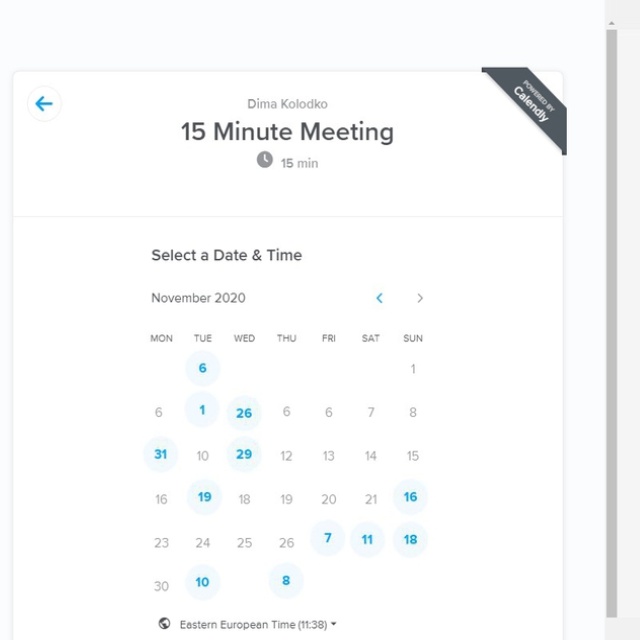 POWERED BY
Calendly
Dima Kolodko
15 Minute Meeting
15 min
Select a Date & Time
November 2020
MON TUE WED THU FRI SAT SUN
6 1
6 1 26 6 6 7 8
31 10 29 12 13 14 15
16 19 18 19 20 21 16
23 24 25 26 7 11 18
30 10 8
Eastern European Time (11:38)